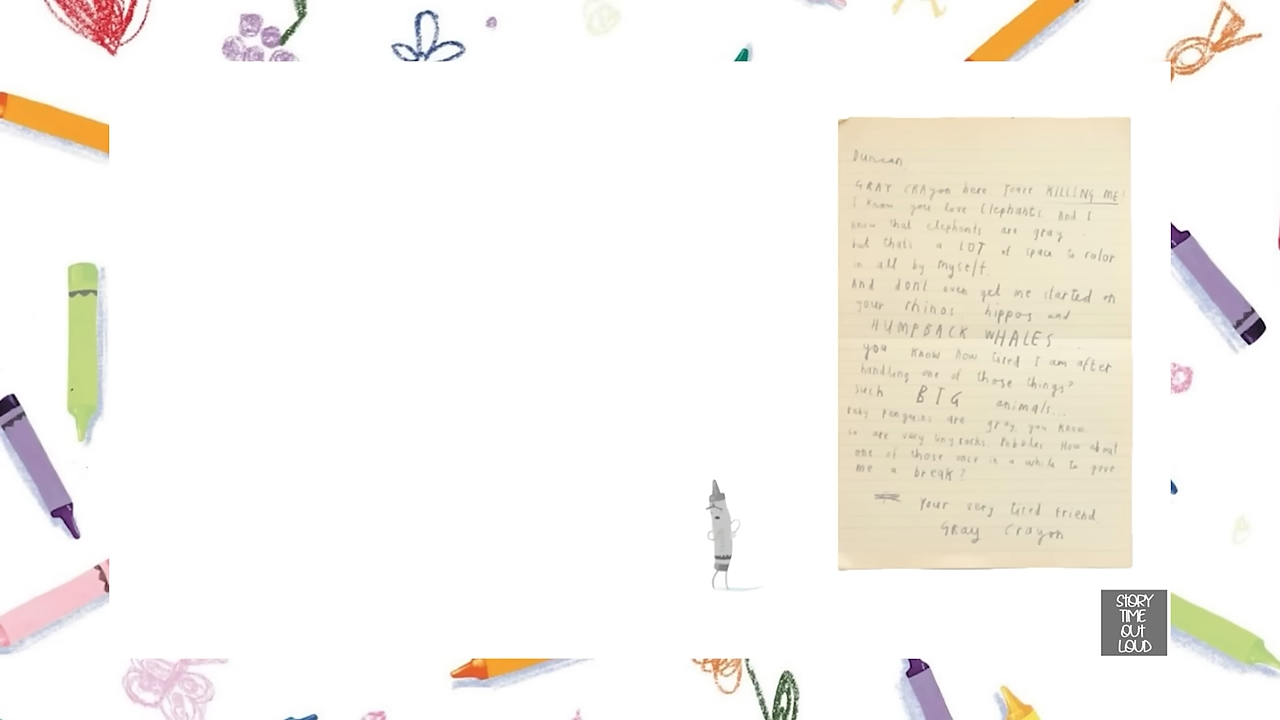 Duncan,
GRAY CRAyon here. You're KILLING ME!
I know you love Elephants. And I
know that elephants are gray
but that's a LOT of space to color
in all by myself.
And don't even get me started on
your rhinos, hippos and
HUMPBACK WHALES
you know how tired I am after
handling one of those things?
such BIG animals...
Baby penguins are gray, you know.
so are very tiny rocks. Pebbles. How about
one of those once in a while to give
me a break?
Your very tired friend
GRay Crayon
STORY
TIME
OUT
LOUD